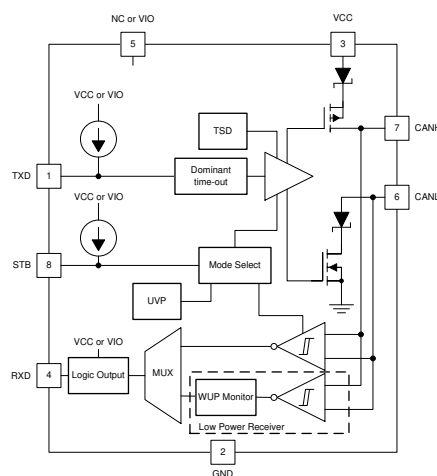 NC or VIO
VCC
5
3
VCC or VIO
TSD
7
CANH
TXD
1
Dominant
time-out
6
CANL
VCC or VIO
STB
8
Mode Select
UVP
VCC or VIO
RXD
4
Logic Output
MUX
WUP Monitor
Low Power Receiver
2
GND